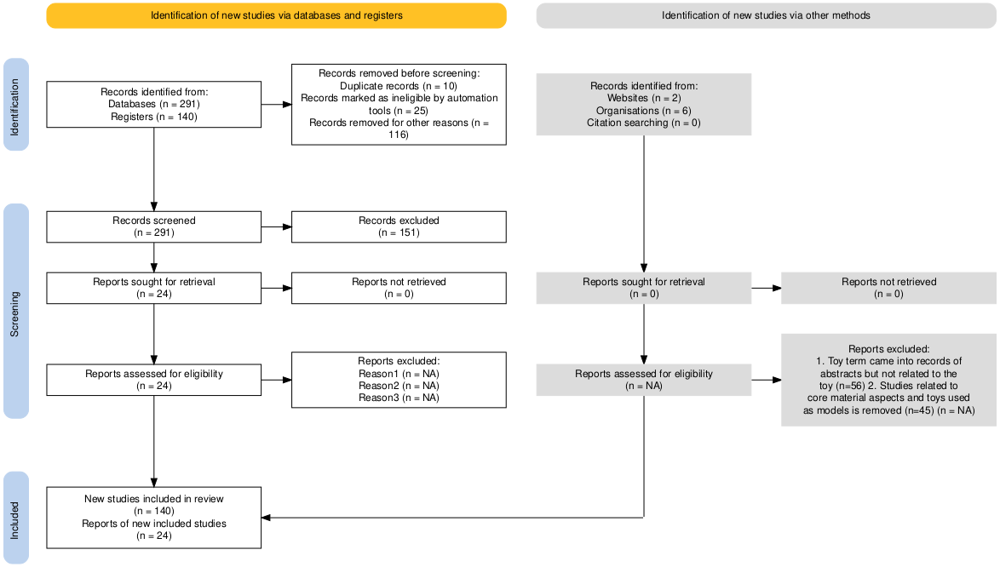 Identification of new studies via databases and registers
Identification of new studies via other methods
Identification
Records identified from:
Databases (n = 291)
Registers (n = 140)
Records removed before screening:
Duplicate records (n = 10)
Records marked as ineligible by automation
tools (n = 25)
Records removed for other reasons (n =
116)
Records identified from:
Websites (n = 2)
Organisations (n = 6)
Citation searching (n = 0)
Screening
Records screened
(n = 291)
Records excluded
(n = 151)
Reports sought for retrieval
(n = 24)
Reports not retrieved
(n = 0)
Reports sought for retrieval
(n = 0)
Reports not retrieved
(n = 0)
Reports assessed for eligibility
(n = 24)
Reports excluded:
Reason1 (n = NA)
Reason2 (n = NA)
Reason3 (n = NA)
Reports assessed for eligibility
(n = NA)
Reports excluded:
1. Toy term came into records of
abstracts but not related to the
toy (n=56) 2. Studies related to
core material aspects and toys used
as models is removed (n=45) (n = NA)
Included
New studies included in review
(n = 140)
Reports of new included studies
(n = 24)